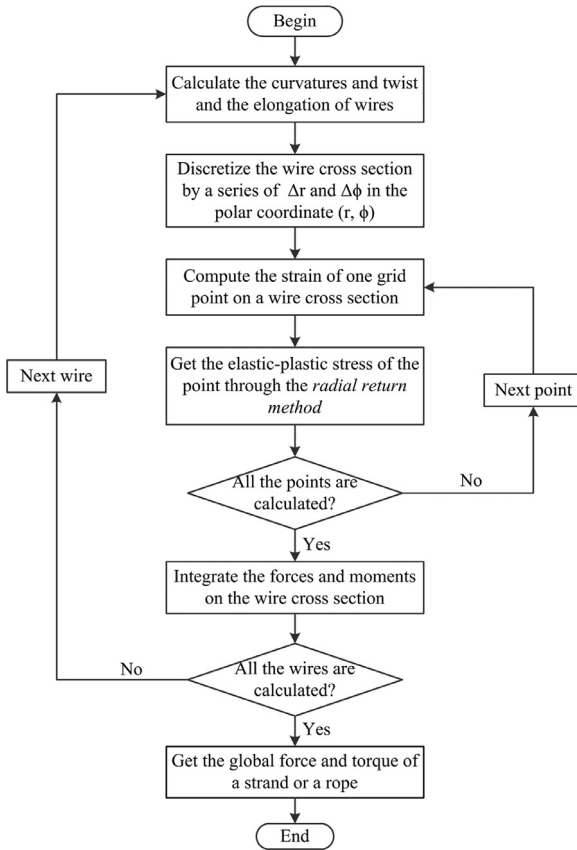 Begin
Calculate the curvatures and twist
and the elongation of wires
Discretize the wire cross section
by a series of Δr and Δϕ in the
polar coordinate (r, ϕ)
Compute the strain of one grid
point on a wire cross section
Get the elastic-plastic stress of the
point through the radial return
method
Next wire
Next point
All the points are
calculated?
No
Yes
Integrate the forces and moments
on the wire cross section
All the wires are
calculated?
No
Yes
Get the global force and torque of
a strand or a rope
End